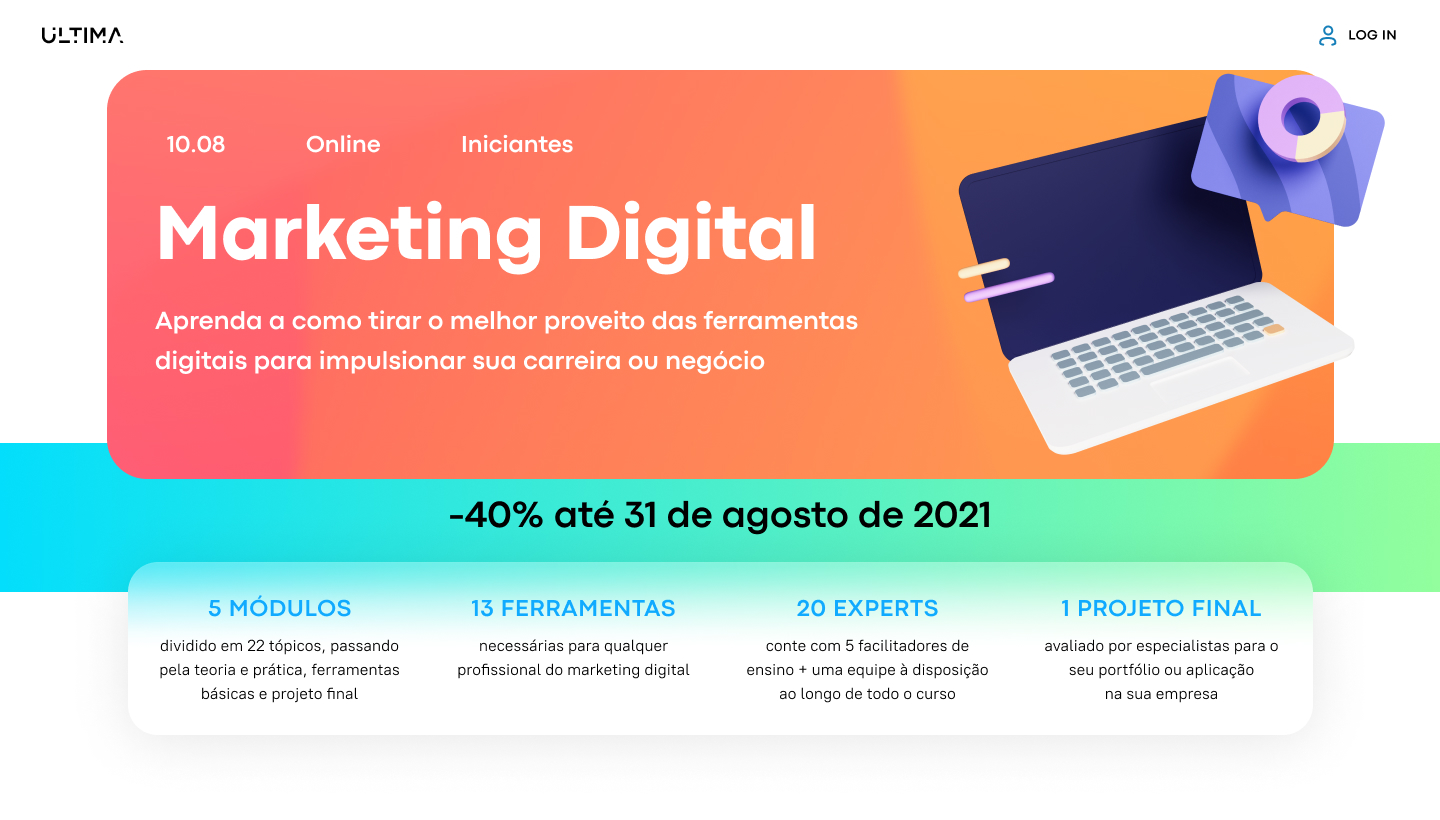 ULTIMA
LOG IN
10.08 Online Iniciantes
Marketing Digital
Aprenda a como tirar o melhor proveito das ferramentas
digitais para impulsionar sua carreira ou negócio
-40% até 31 de agosto de 2021
5 MÓDULOS
dividido em 22 tópicos, passando
pela teoria e prática, ferramentas
básicas e projeto final
13 FERRAMENTAS
necessárias para qualquer
profissional do marketing digital
20 EXPERTS
conte com 5 facilitadores de
ensino + uma equipe à disposição
ao longo de todo o curso
1 PROJETO FINAL
avaliado por especialistas para o
seu portfólio ou aplicação
na sua empresa